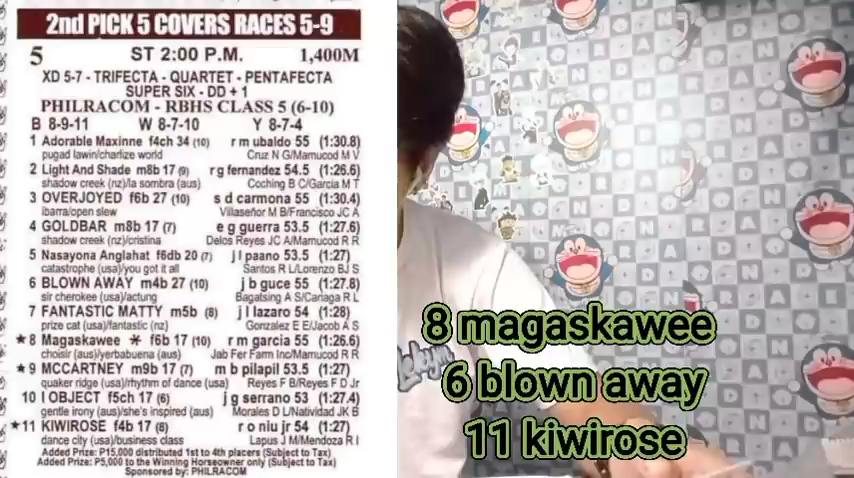 2nd PICK 5 COVERS RACES 5-9
5 ST 2:00 P.M. 1,400M
XD 5-7 - TRIFECTA - QUARTET - PENTAFECTA
SUPER SIX - DD + 1
PHILRACOM - RBHS CLASS 5 (6-10)
B 8-9-11 W 8-7-10 Y 8-7-4
1 Adorable Maxinne f4ch 34 (10) r m ubaldo 55 (1:30.8)
pugad lawin/charlize world Cruz N G/Mamucod M V
2 Light And Shade m8b 17 (9) r g fernandez 54.5 (1:26.6)
shadow creek (nz)/la sombra (aus) Coching B C/Garcia M T
3 OVERJOYED f6b 27 (10) s d carmona 55 (1:30.4)
ibarra/open slew Villaseñor M B/Francisco JC A
4 GOLDBAR m8b 17 (7) e g guerra 53.5 (1:27.6)
shadow creek (nz)/cristina Delos Reyes JC A/Mamucod R R
5 Nasayona Anglahat f6db 20 (7) j l paano 53.5 (1:27)
catastrophe (usa)/you got it all Santos R L/Lorenzo BJ S
6 BLOWN AWAY m4b 27 (10) j b guce 55 (1:27.8)
sir cherokee (usa)/actung Bagatsing A S/Cariaga R L
7 FANTASTIC MATTY m5b (8) j l lazaro 54 (1:28)
prize cat (usa)/fantastic (nz) Gonzalez E E/Jacob A S
★8 Magaskawee * f6b 17 (10) r m garcia 55 (1:26.6)
choisir (aus)/yerbabuena (aus) Jab Fer Farm Inc/Mamucod R R
★9 MCCARTNEY m9b 17 (7) m b pilapil 53.5 (1:27)
quaker ridge (usa)/rhythm of dance (usa) Reyes F B/Reyes F D Jr
10 I OBJECT f5ch 17 (6) j g serrano 53 (1:27.4)
gentle irony (aus)/she's inspired (aus) Morales D L/Natividad JK B
★11 KIWIROSE f4b 17 (8) r o niu jr 54 (1:27)
dance city (usa)/business class Lapus J M/Mendoza R I
Added Prize: P15,000 distributed 1st to 4th placers (Subject to Tax)
Added Prize: P5,000 to the Winning Horseowner only (Subject to Tax)
Sponsored by: PHILRACOM
8 magaskawee
6 blown away
11 kiwirose